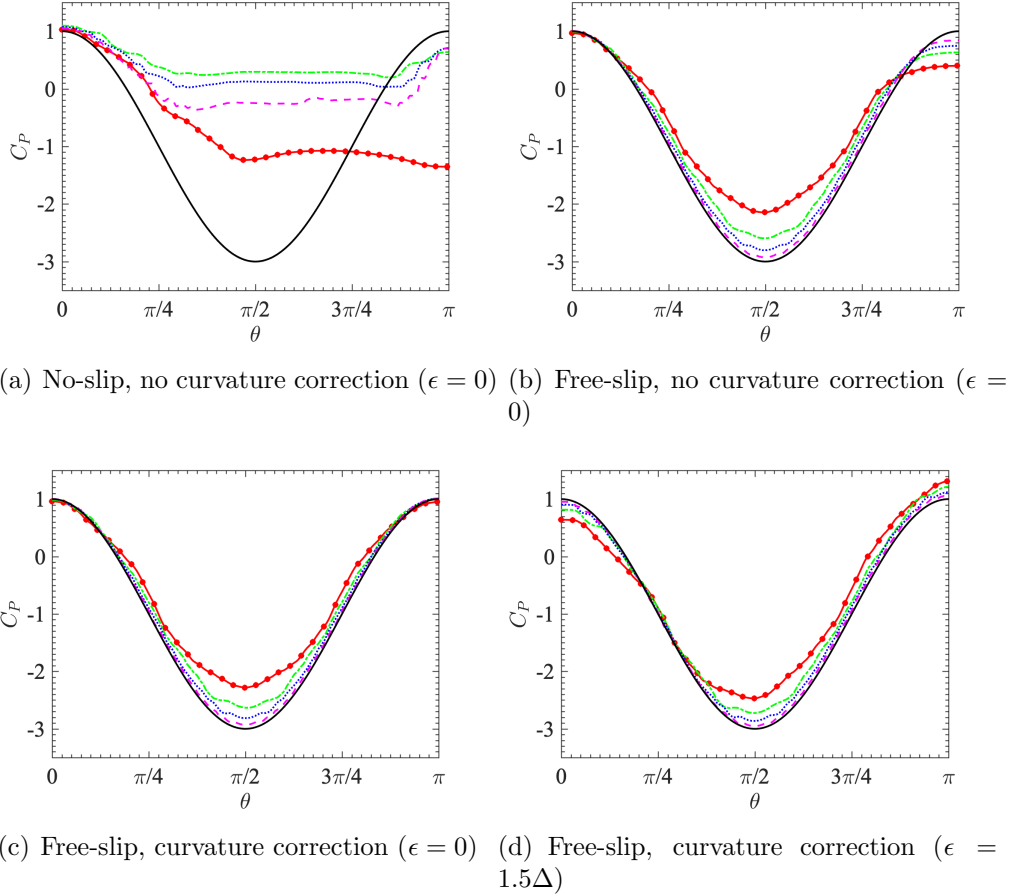 1
0
-1
-2
-3
C_P
0
π/4
π/2
3π/4
π
θ
1
0
-1
-2
-3
C_P
0
π/4
π/2
3π/4
π
θ
(a) No-slip, no curvature correction (ϵ = 0)
(b) Free-slip, no curvature correction (ϵ =
0)
1
0
-1
-2
-3
C_P
0
π/4
π/2
3π/4
π
θ
1
0
-1
-2
-3
C_P
0
π/4
π/2
3π/4
π
θ
(c) Free-slip, curvature correction (ϵ = 0)
(d) Free-slip, curvature correction (ϵ =
1.5Δ)